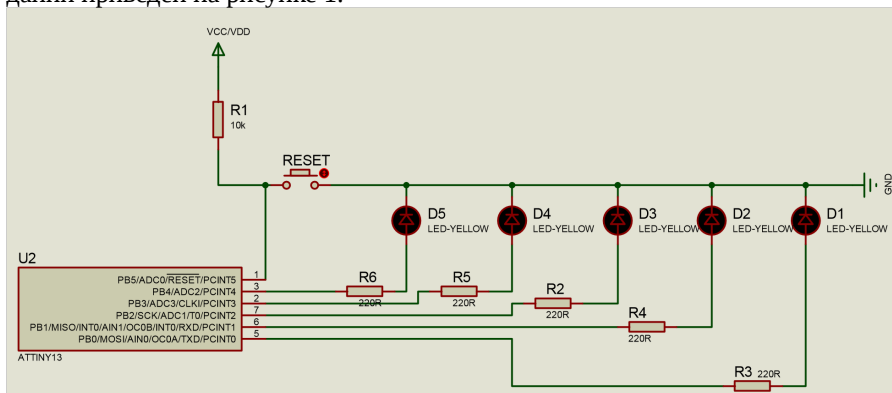 дании приведен на рисунке 1.
VCC/VDD
R1
10k
RESET
GND
D5
LED-YELLOW
D4
LED-YELLOW
D3
LED-YELLOW
D2
LED-YELLOW
D1
LED-YELLOW
U2
PB5/ADC0/RESET/PCINT5 1
PB4/ADC2/PCINT4 3
PB3/ADC3/CLKI/PCINT3 2
PB2/SCK/ADC1/T0/PCINT2 7
PB1/MISO/INT0/AIN1/OC0B/INT0/RXD/PCINT1 6
PB0/MOSI/AIN0/OC0A/TXD/PCINT0 5
ATTINY13
R6
220R
R5
220R
R2
220R
R4
220R
R3 220R